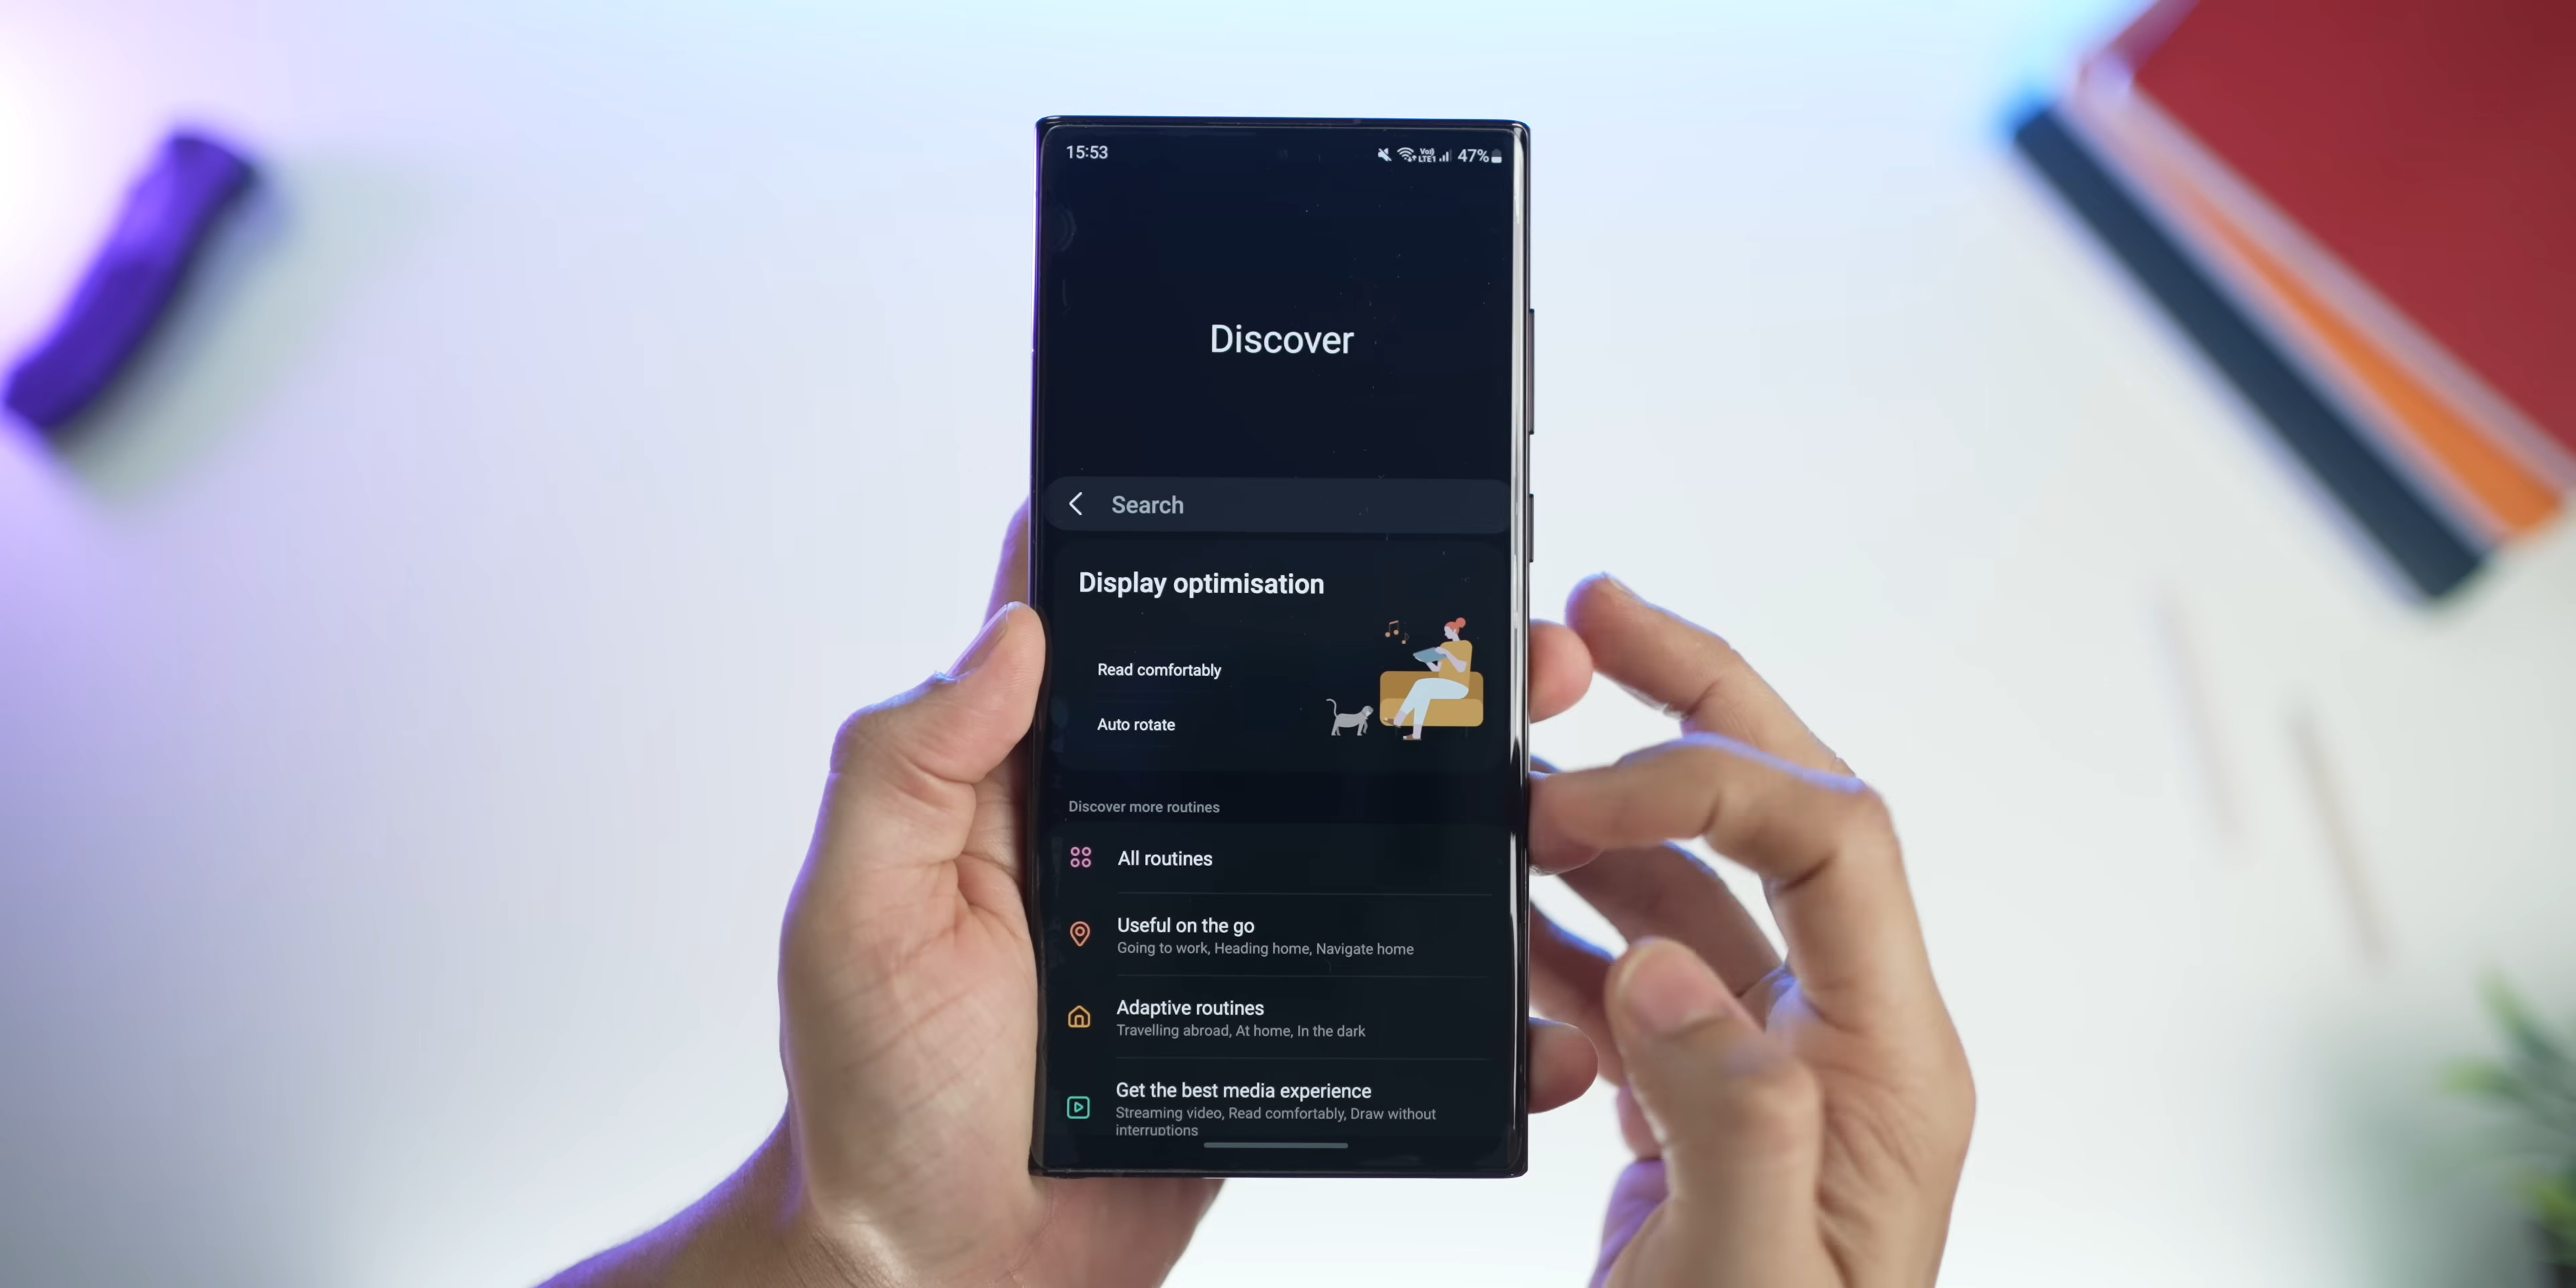 15:53
Vo)) LTE1 47%
Discover
Search
Display optimisation
Read comfortably
Auto rotate
Discover more routines
All routines
Useful on the go
Going to work, Heading home, Navigate home
Adaptive routines
Travelling abroad, At home, In the dark
Get the best media experience
Streaming video, Read comfortably, Draw without
interruptions